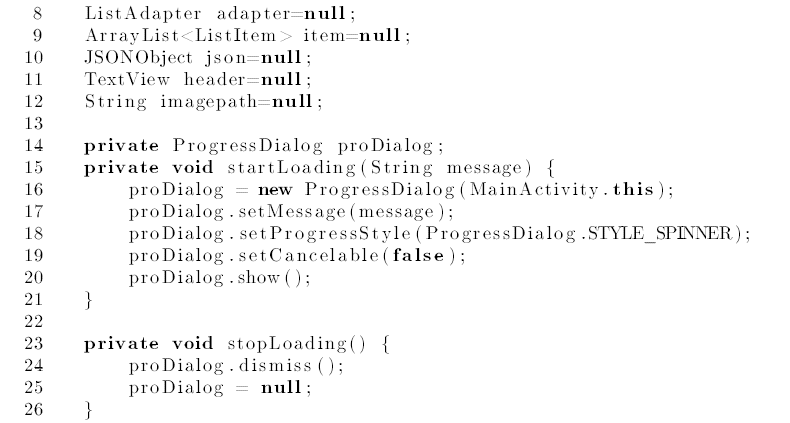 8 ListAdapter adapter=null;
9 ArrayList<ListItem> item=null;
10 JSONObject json=null;
11 TextView header=null;
12 String imagepath=null;
13
14 private ProgressDialog proDialog;
15 private void startLoading(String message) {
16 proDialog = new ProgressDialog(MainActivity.this);
17 proDialog.setMessage(message);
18 proDialog.setProgressStyle(ProgressDialog.STYLE_SPINNER);
19 proDialog.setCancelable(false);
20 proDialog.show();
21 }
22
23 private void stopLoading() {
24 proDialog.dismiss();
25 proDialog = null;
26 }